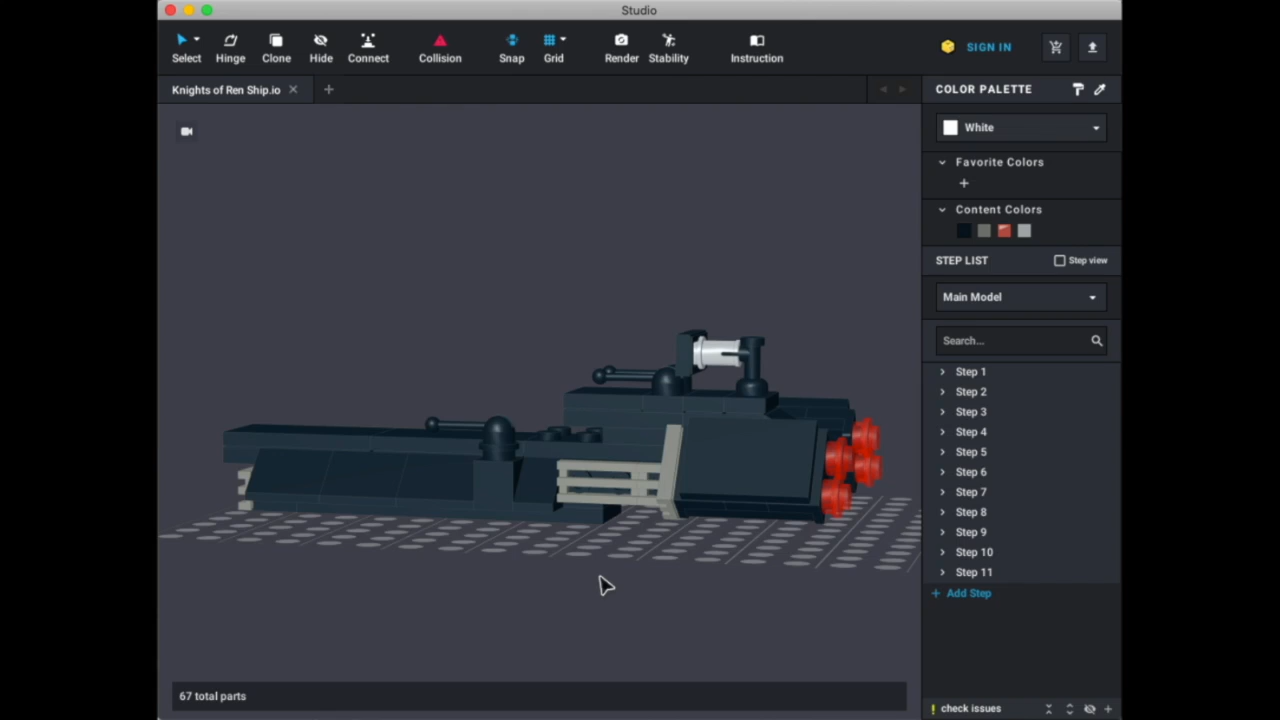 Studio
Select Hinge Clone Hide Connect Collision Snap Grid Render Stability Instruction
SIGN IN
Knights of Ren Ship.io
COLOR PALETTE
White
Favorite Colors
Content Colors
STEP LIST
Step view
Main Model
Search...
Step 1
Step 2
Step 3
Step 4
Step 5
Step 6
Step 7
Step 8
Step 9
Step 10
Step 11
+ Add Step
67 total parts
check issues